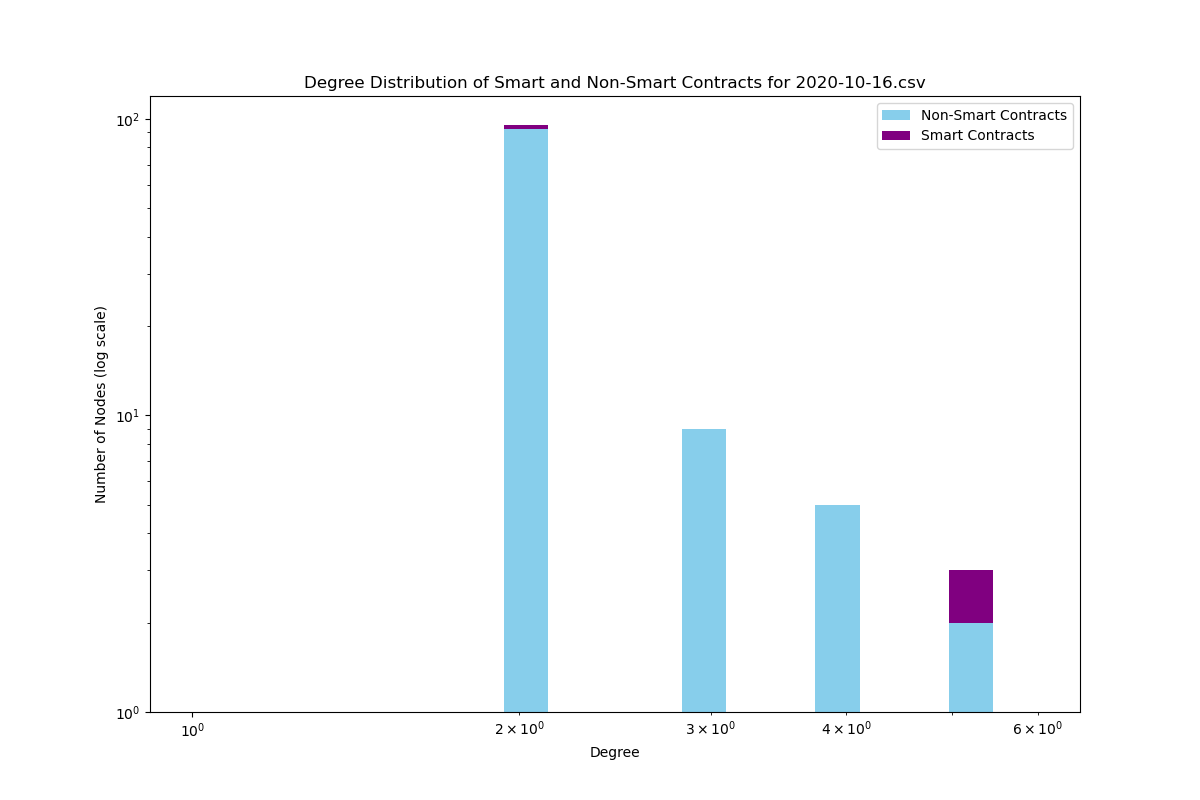 Degree Distribution of Smart and Non-Smart Contracts for 2020-10-16.csv
Non-Smart Contracts
Smart Contracts
Number of Nodes (log scale)
10²
10¹
10⁰
10⁰
2 × 10⁰
3 × 10⁰
4 × 10⁰
6 × 10⁰
Degree